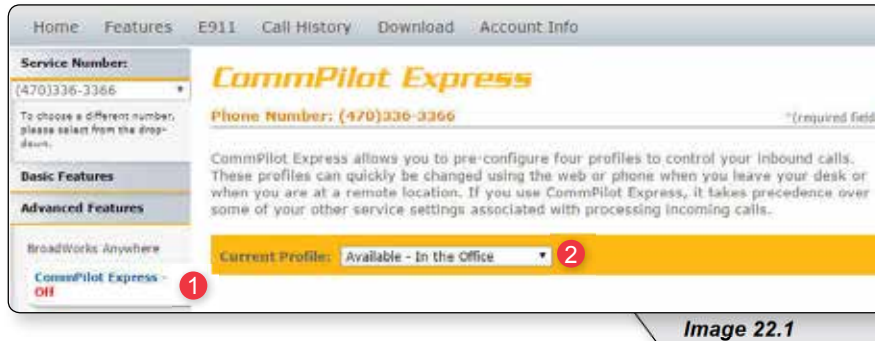 Home Features E911 Call History Download Account Info
Service Number:
(470)336-3366
To choose a different number,
please select from the drop-
down.
Basic Features
Advanced Features
BroadWorks Anywhere
CommPilot Express -
Off
1
CommPilot Express
Phone Number: (470)336-3366
*(required field
CommPilot Express allows you to pre-configure four profiles to control your inbound calls.
These profiles can quickly be changed using the web or phone when you leave your desk or
when you are at a remote location. If you use CommPilot Express, it takes precedence over
some of your other service settings associated with processing incoming calls.
Current Profile: Available - In the Office 2
Image 22.1